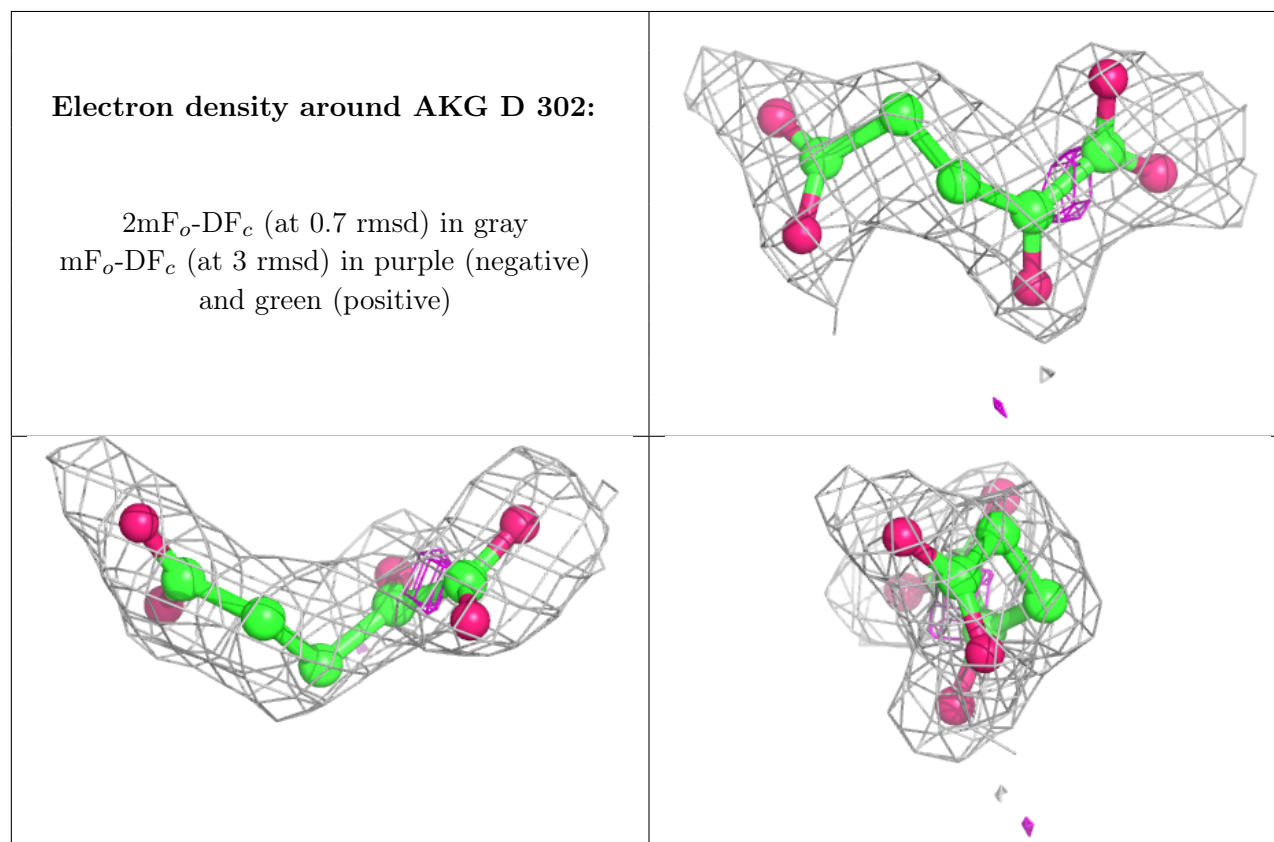 Electron density around AKG D 302:
2mFo-DFc (at 0.7 rmsd) in gray
mFo-DFc (at 3 rmsd) in purple (negative)
and green (positive)